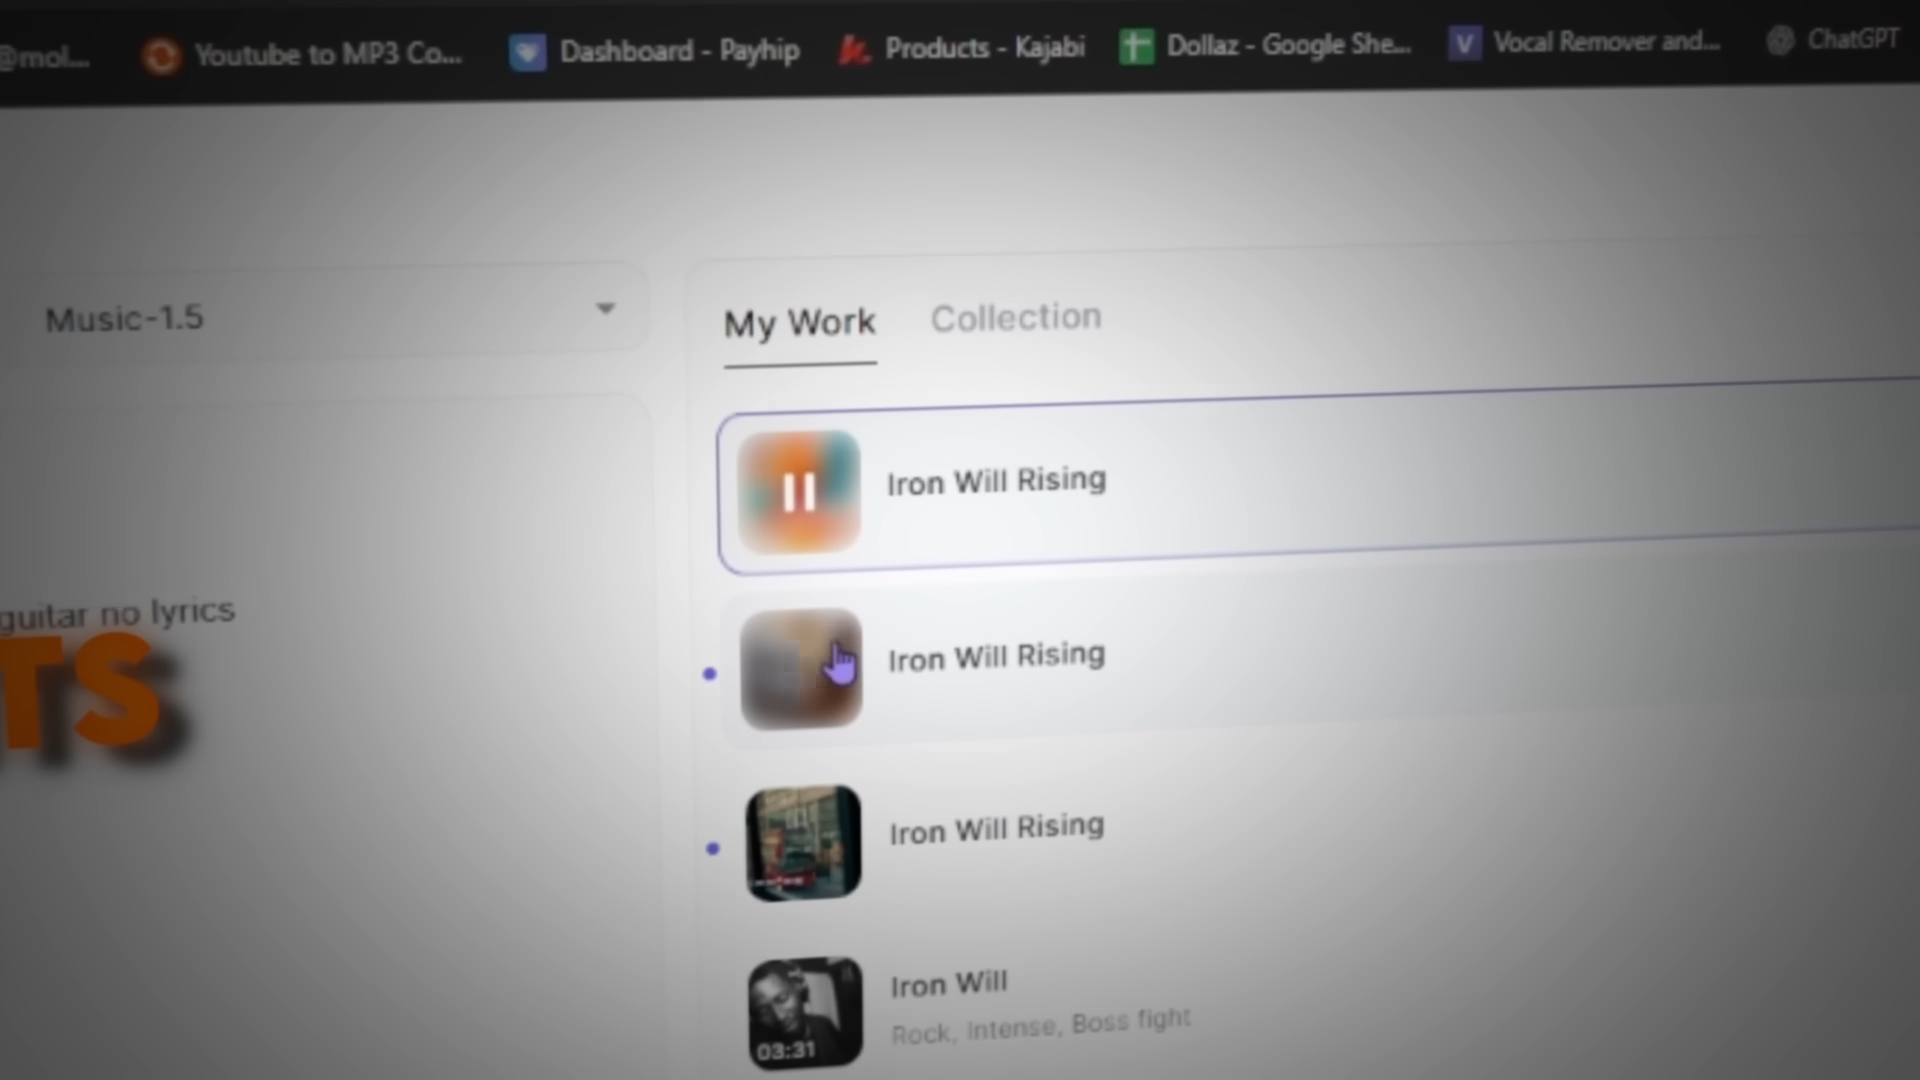 @mol...
Youtube to MP3 Co...
Dashboard - Payhip
Products - Kajabi
Dollaz - Google She...
Vocal Remover and...
ChatGPT
Music-1.5
My Work
Collection
Iron Will Rising
guitar no lyrics
TS
Iron Will Rising
Iron Will Rising
Iron Will
Rock, Intense, Boss fight
03:31